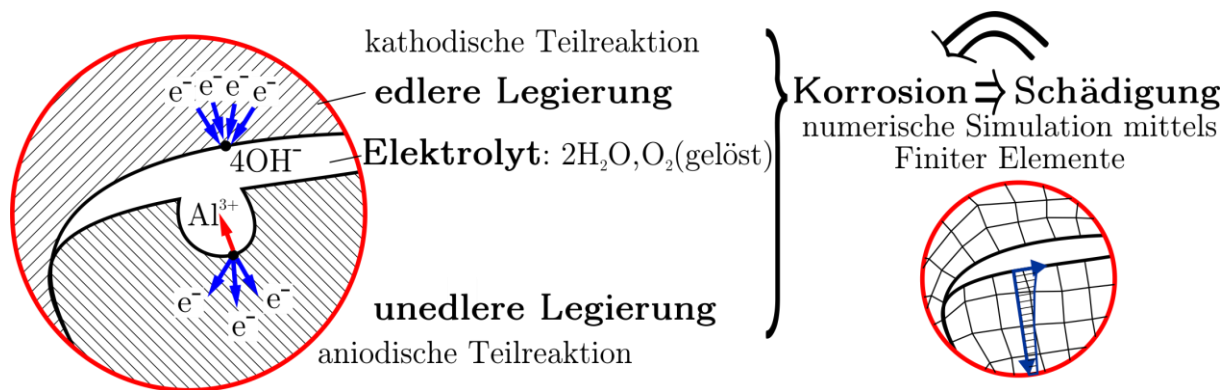 kathodische Teilreaktion
e⁻ e⁻ e⁻ e⁻
edlere Legierung
4OH⁻
Elektrolyt: 2H₂O,O₂(gelöst)
Al³⁺
e⁻ e⁻ e⁻
unedlere Legierung
aniodische Teilreaktion
Korrosion ⇒ Schädigung
numerische Simulation mittels
Finiter Elemente